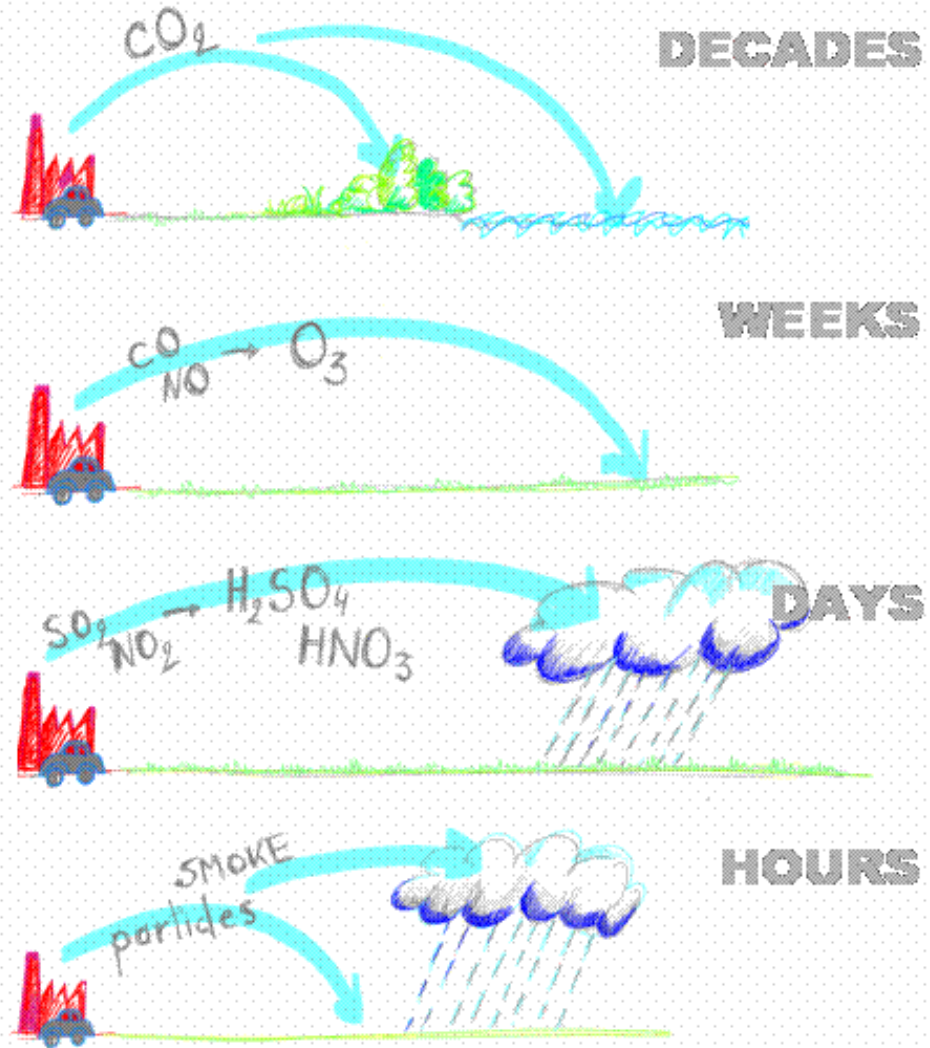 CO₂
DECADES
WEEKS
CO
NO → O₃
DAYS
SO₂ → H₂SO₄
NO₂ HNO₃
HOURS
SMOKE
particles